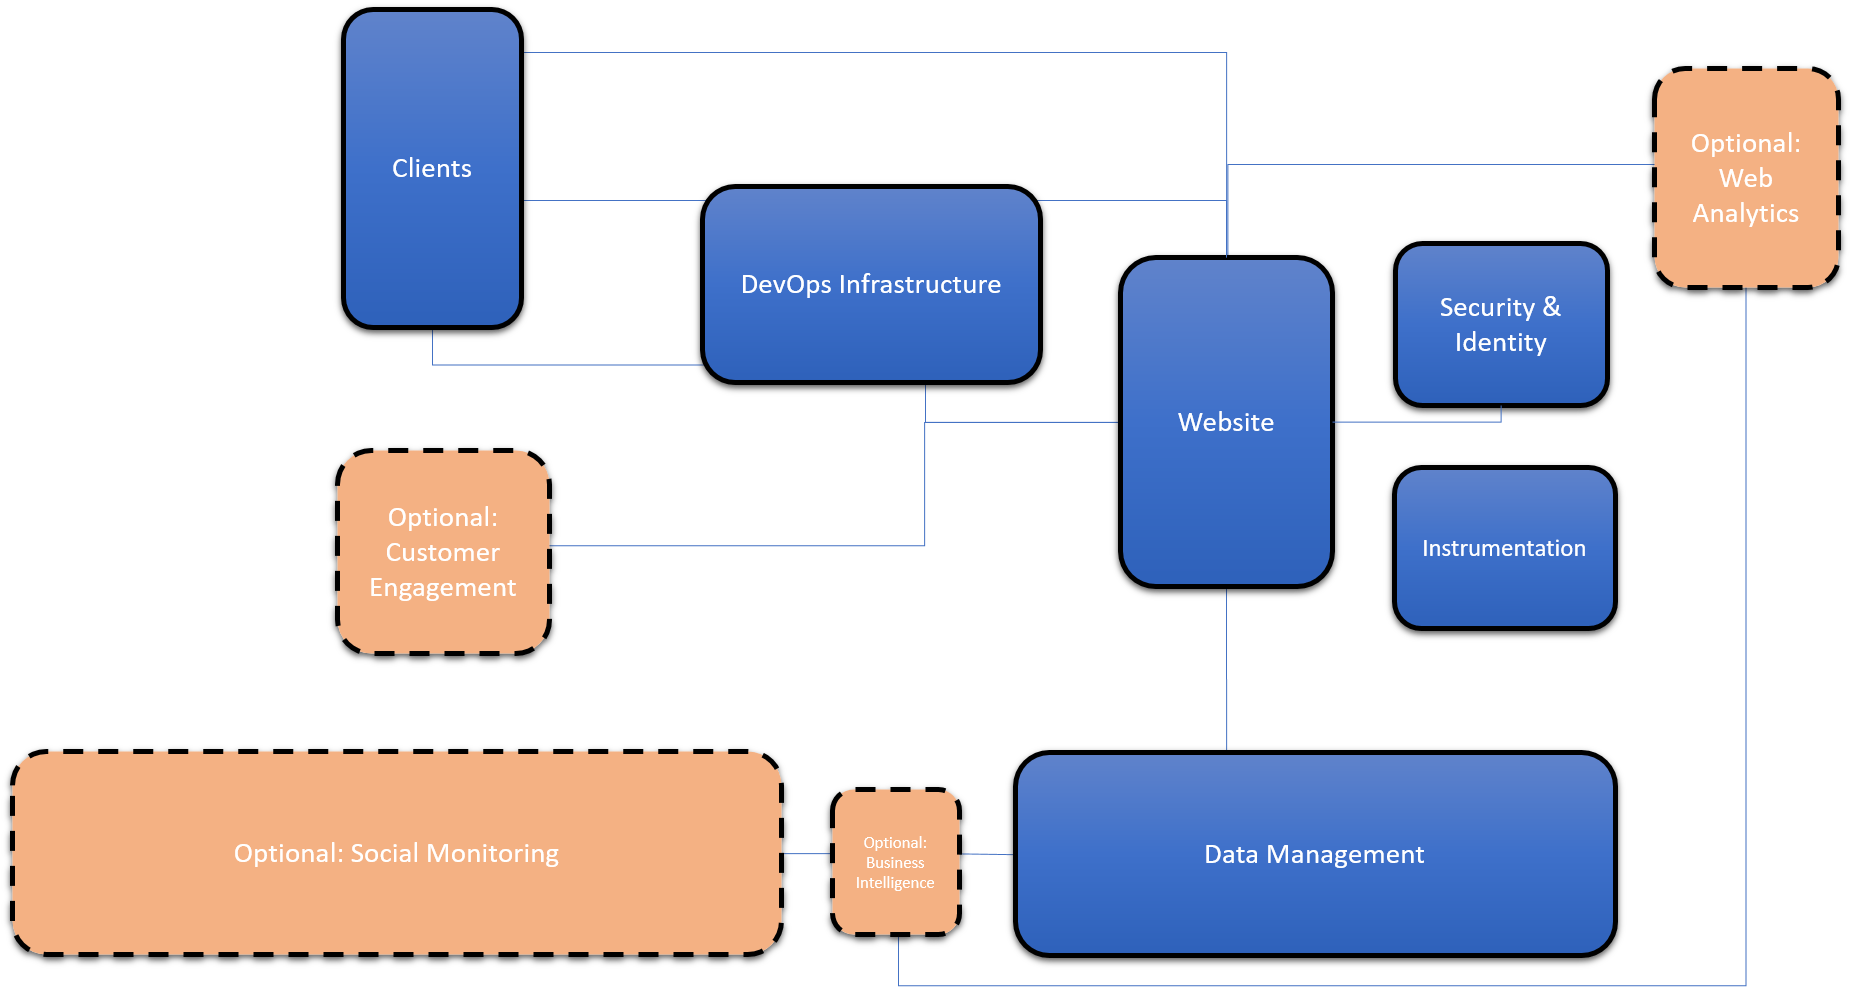 Clients
Optional:
Web
Analytics
DevOps Infrastructure
Security &
Identity
Website
Optional:
Customer
Engagement
Instrumentation
Optional: Social Monitoring
Optional:
Business
Intelligence
Data Management